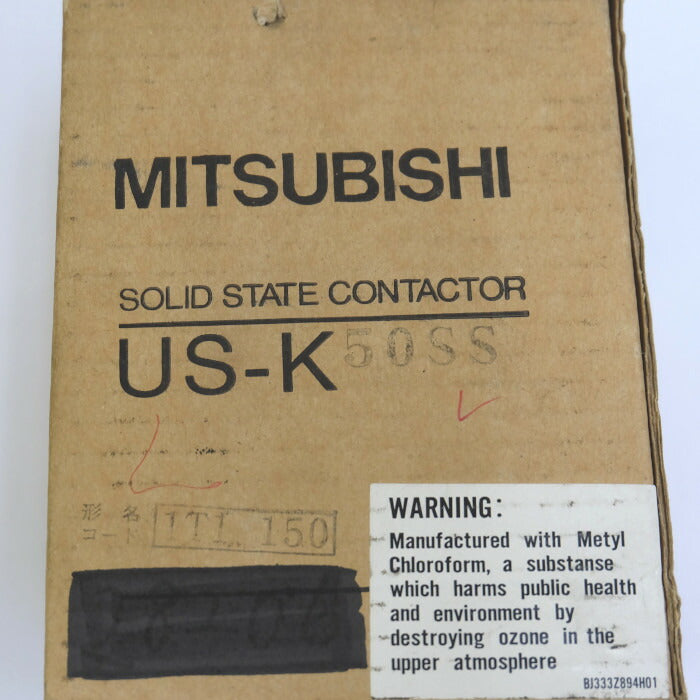 MITSUBISHI
SOLID STATE CONTACTOR
US-K50SS
形名
コード 1TL 150
WARNING:
Manufactured with Metyl
Chloroform, a substanse
which harms public health
and environment by
destroying ozone in the
upper atmosphere
BJ333Z894H01